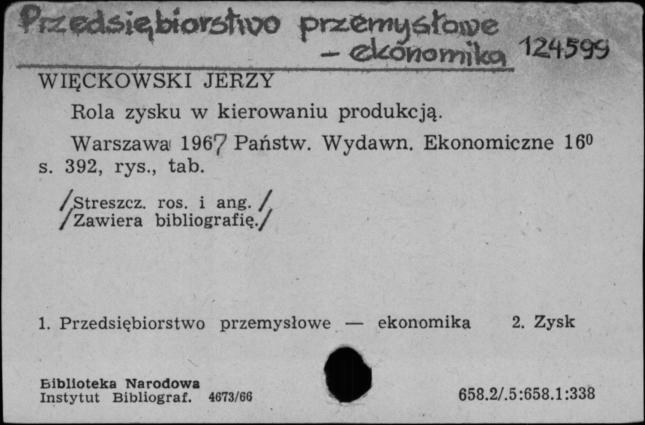 Przedsiębiorstwo przemysłowe
– ekonomika 124599
WIĘCKOWSKI JERZY
Rola zysku w kierowaniu produkcją.
Warszawa 1967 Państw. Wydawn. Ekonomiczne 16⁰
s. 392, rys., tab.
/Streszcz. ros. i ang./
/Zawiera bibliografię./
1. Przedsiębiorstwo przemysłowe — ekonomika 2. Zysk
Biblioteka Narodowa
Instytut Bibliograf. 4673/66 658.2/.5:658.1:338